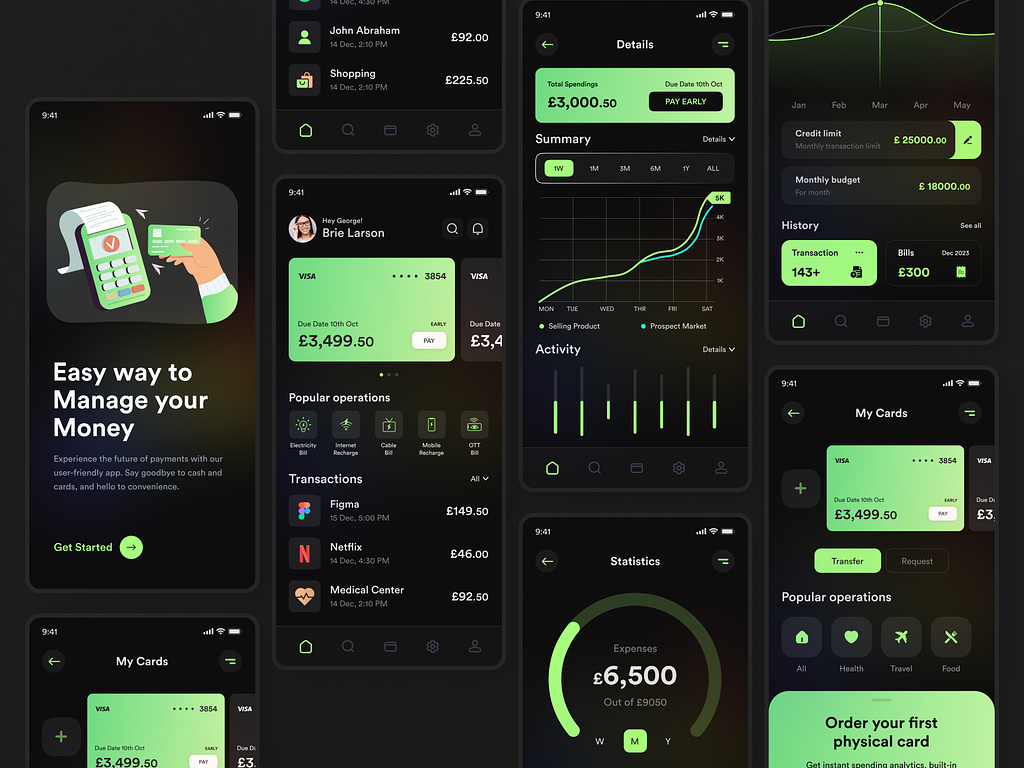 9:41
Easy way to
Manage your
Money
Experience the future of payments with our
user-friendly app. Say goodbye to cash and
cards, and hello to convenience.
Get Started
9:41
My Cards
VISA
3854
VISA
Due Date 10th Oct
EARLY
£3,499.50
PAY
£3.
14 Dec, 4:30 PM
John Abraham
14 Dec, 2:10 PM
£92.00
Shopping
14 Dec, 2:10 PM
£225.50
9:41
Hey George!
Brie Larson
VISA
3854
VISA
Due Date 10th Oct
EARLY
£3,499.50
PAY
Due Date
£3,4
Popular operations
Electricity
Bill
Internet
Recharge
Cable
Bill
Mobile
Recharge
OTT
Bill
Transactions
All
Figma
15 Dec, 5:00 PM
£149.50
Netflix
14 Dec, 4:30 PM
£46.00
Medical Center
14 Dec, 2:10 PM
£92.50
9:41
Details
Total Spendings
Due Date 10th Oct
£3,000.50
PAY EARLY
Summary
Details
1W 1M 3M 6M 1Y ALL
5K
4K
3K
2K
1K
MON TUE WED THR FRI SAT
Selling Product
Prospect Market
Activity
Details
9:41
Statistics
Expenses
£6,500
Out of £9050
W M Y
Jan Feb Mar Apr May
Credit limit
Monthly transaction limit
£ 25000.00
Monthly budget
For month
£ 18000.00
History
See all
Transaction
143+
Bills
Dec 2023
£300
9:41
My Cards
VISA
3854
VISA
Due Date 10th Oct
EARLY
£3,499.50
PAY
£3.
Transfer
Request
Popular operations
All Health Travel Food
Order your first
physical card
Get instant spending analytics, built-in